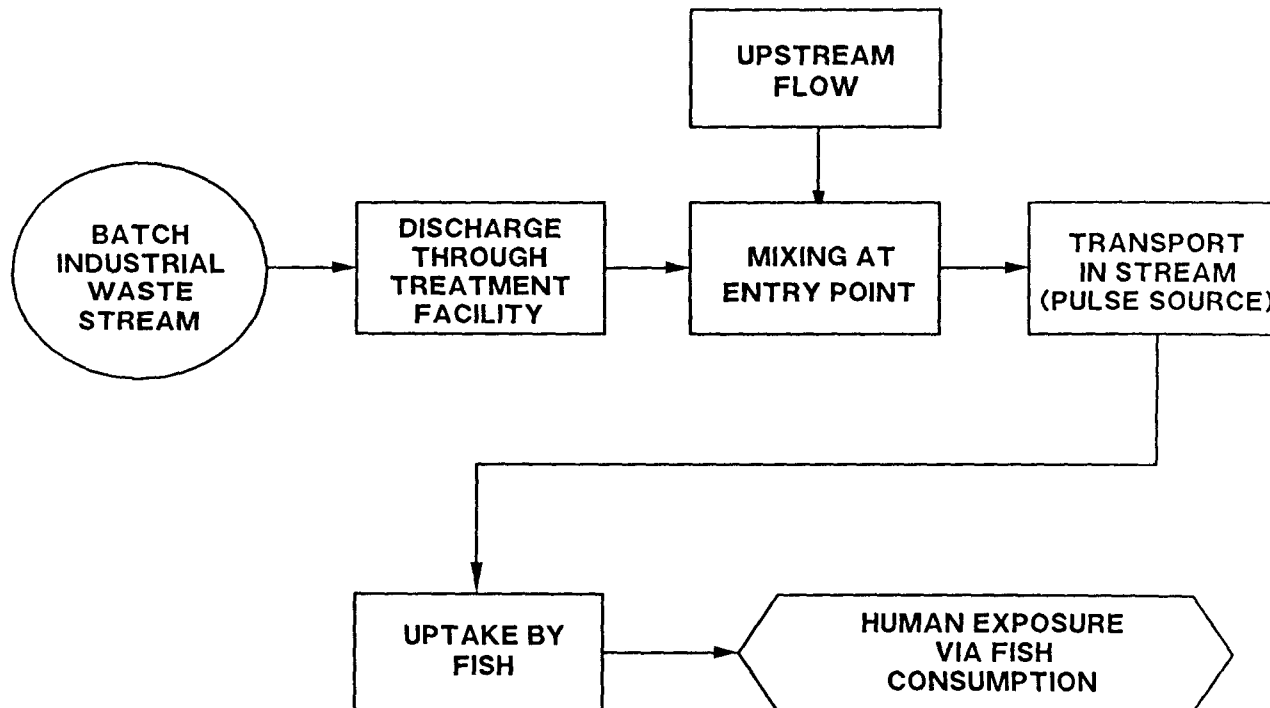 UPSTREAM
FLOW
BATCH
INDUSTRIAL
WASTE
STREAM
DISCHARGE
THROUGH
TREATMENT
FACILITY
MIXING AT
ENTRY POINT
TRANSPORT
IN STREAM
(PULSE SOURCE)
UPTAKE BY
FISH
HUMAN EXPOSURE
VIA FISH
CONSUMPTION